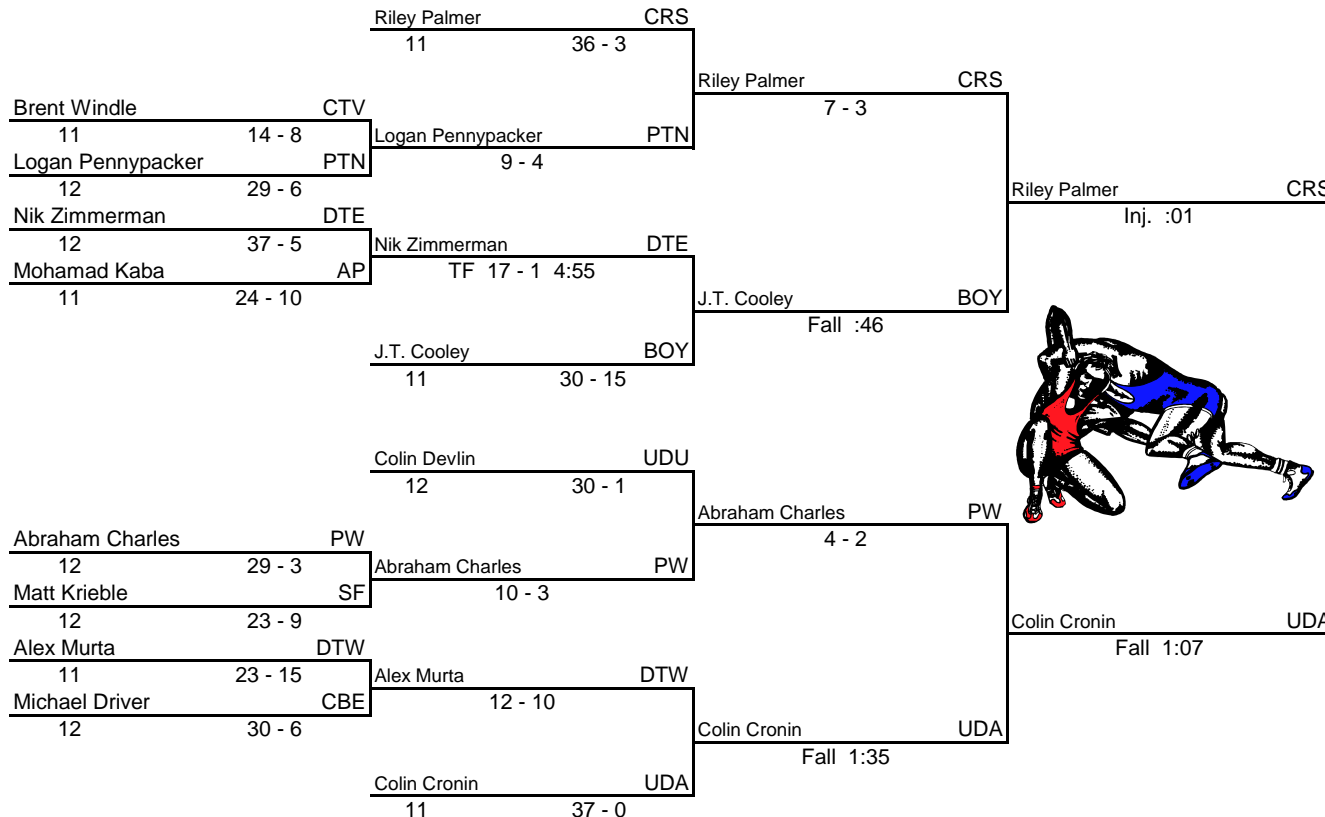 Riley Palmer CRS
11 36 - 3
Riley Palmer CRS
7 - 3
Brent Windle CTV
11 14 - 8
Logan Pennypacker PTN
9 - 4
Logan Pennypacker PTN
12 29 - 6
Riley Palmer CRS
Inj. :01
Nik Zimmerman DTE
12 37 - 5
Nik Zimmerman DTE
TF 17 - 1 4:55
Mohamad Kaba AP
11 24 - 10
J.T. Cooley BOY
Fall :46
J.T. Cooley BOY
11 30 - 15
Colin Devlin UDU
12 30 - 1
Abraham Charles PW
4 - 2
Abraham Charles PW
12 29 - 3
Abraham Charles PW
10 - 3
Matt Krieble SF
12 23 - 9
Colin Cronin UDA
Fall 1:07
Alex Murta DTW
11 23 - 15
Alex Murta DTW
12 - 10
Michael Driver CBE
12 30 - 6
Colin Cronin UDA
Fall 1:35
Colin Cronin UDA
11 37 - 0